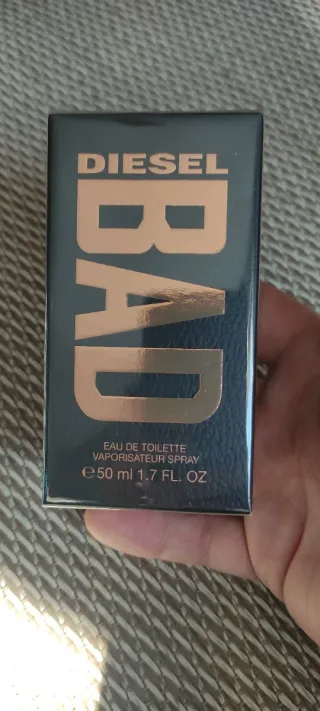 DIESEL
BAD
EAU DE TOILETTE
VAPORISATEUR SPRAY
℮50 ml 1.7 FL. OZ